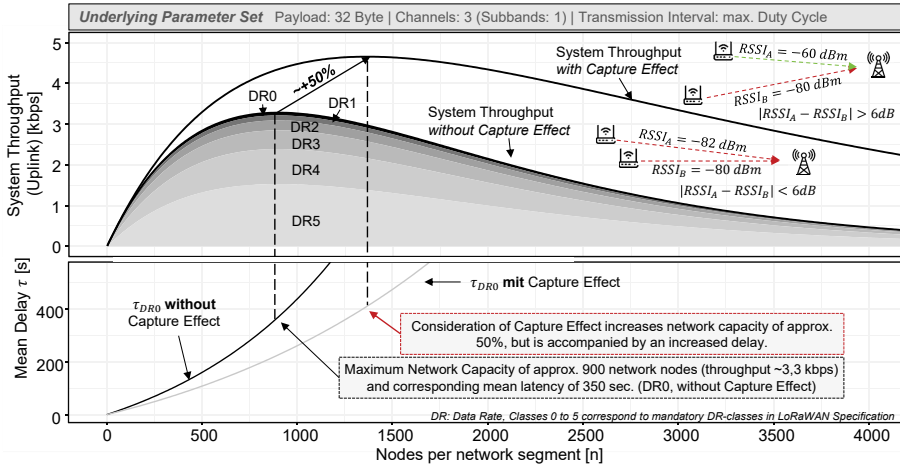 Underlying Parameter Set Payload: 32 Byte | Channels: 3 (Subbands: 1) | Transmission Interval: max. Duty Cycle
System Throughput
(Uplink) [kbps]
5
4
3
2
1
0
~+50%
DR0
DR1
DR2
DR3
DR4
DR5
System Throughput
with Capture Effect
System Throughput
without Capture Effect
RSSI_A = −60 dBm
RSSI_B = −80 dBm
|RSSI_A − RSSI_B| > 6dB
RSSI_A = −82 dBm
RSSI_B = −80 dBm
|RSSI_A − RSSI_B| < 6dB
Mean Delay τ [s]
400
200
0
τ_DR0 without
Capture Effect
τ_DR0 mit Capture Effect
Consideration of Capture Effect increases network capacity of approx.
50%, but is accompanied by an increased delay.
Maximum Network Capacity of approx. 900 network nodes (throughput ~3,3 kbps)
and corresponding mean latency of 350 sec. (DR0, without Capture Effect)
DR: Data Rate, Classes 0 to 5 correspond to mandatory DR-classes in LoRaWAN Specification
0 500 1000 1500 2000 2500 3000 3500 4000
Nodes per network segment [n]